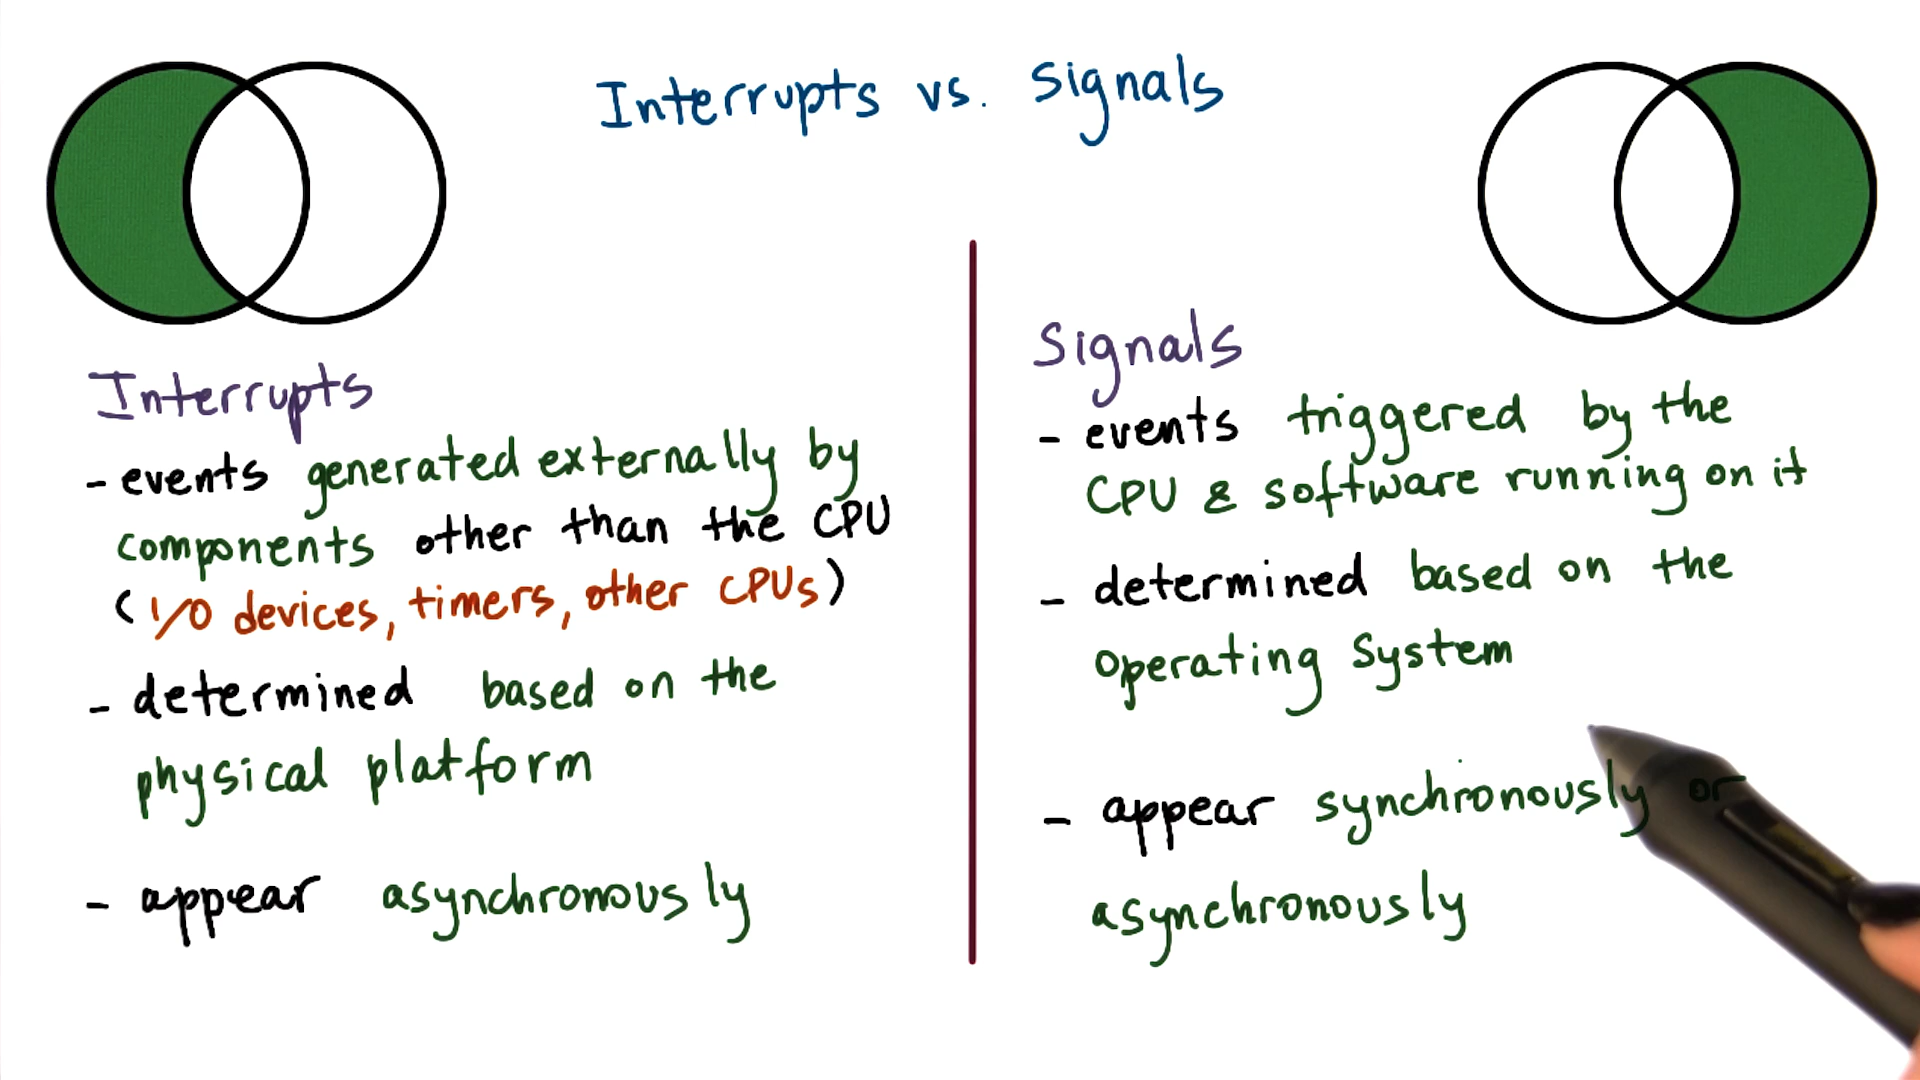 Interrupts vs. Signals
Interrupts
- events generated externally by
components other than the CPU
( I/O devices, timers, other CPUs)
- determined based on the
physical platform
- appear asynchronously
Signals
- events triggered by the
CPU & software running on it
- determined based on the
Operating System
- appear synchronously or
asynchronously